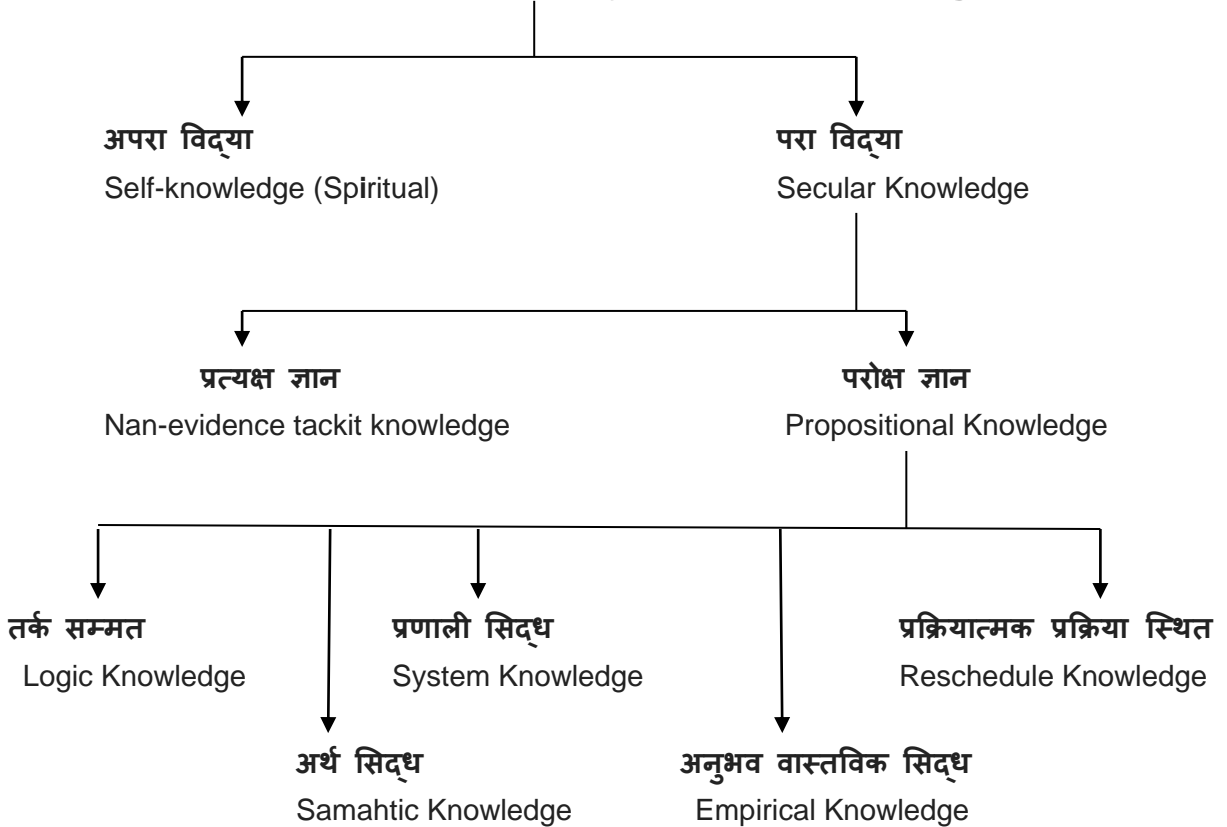 अपरा विद्या
Self-knowledge (Spiritual)
परा विद्या
Secular Knowledge
प्रत्यक्ष ज्ञान
Nan-evidence tackit knowledge
परोक्ष ज्ञान
Propositional Knowledge
तर्क सम्मत
Logic Knowledge
प्रणाली सिद्ध
System Knowledge
प्रक्रियात्मक प्रक्रिया स्थित
Reschedule Knowledge
अर्थ सिद्ध
Samahtic Knowledge
अनुभव वास्तविक सिद्ध
Empirical Knowledge